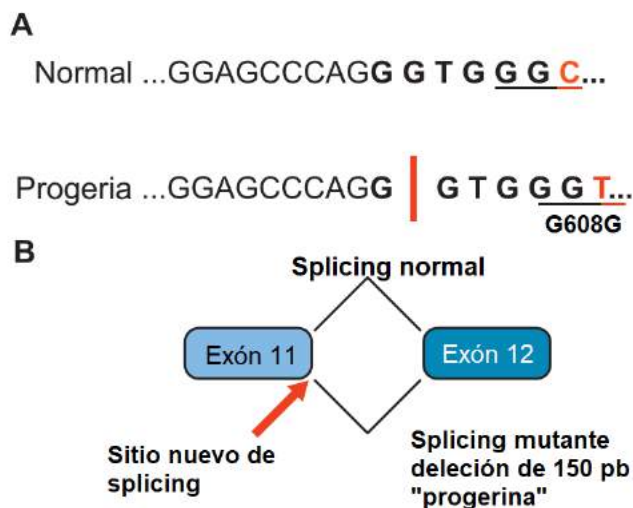 A
Normal ...GGAGCCCAGG G T G G G C...
Progeria ...GGAGCCCAGG | G T G G G T...
G608G
B
Splicing normal
Exón 11
Exón 12
Sitio nuevo de
splicing
Splicing mutante
deleción de 150 pb
"progerina"